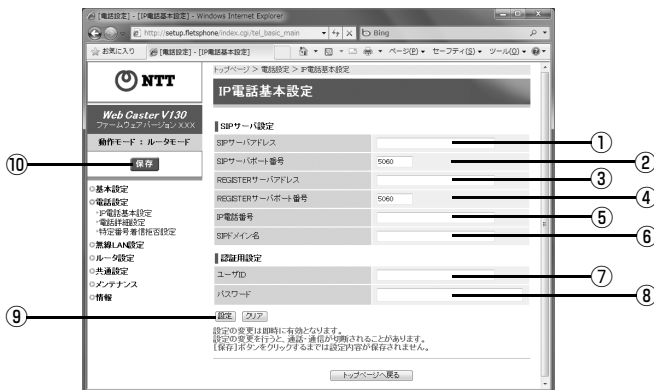 [電話設定] - [IP電話基本設定] - Windows Internet Explorer
http://setup.fletsphone/index.cgi/tel_basic_main
Bing
お気に入り
[電話設定] - [IP電話基本設定]
ページ(P)
セーフティ(S)
ツール(O)
NTT
Web Caster V130
ファームウェアバージョン XXX
動作モード : ルータモード
保存
基本設定
電話設定
IP電話基本設定
電話詳細設定
特定番号着信拒否設定
無線LAN設定
ルータ設定
共通設定
メンテナンス
情報
トップページ > 電話設定 > IP電話基本設定
IP電話基本設定
SIPサーバ設定
SIPサーバアドレス
SIPサーバポート番号 5060
REGISTERサーバアドレス
REGISTERサーバポート番号 5060
IP電話番号
SIPドメイン名
認証用設定
ユーザID
パスワード
設定 クリア
設定の変更は即時に有効となります。
設定の変更を行うと、通話・通信が切断されることがあります。
[保存]ボタンをクリックするまでは設定内容が保存されません。
トップページへ戻る
①
②
③
④
⑤
⑥
⑦
⑧
⑨
⑩